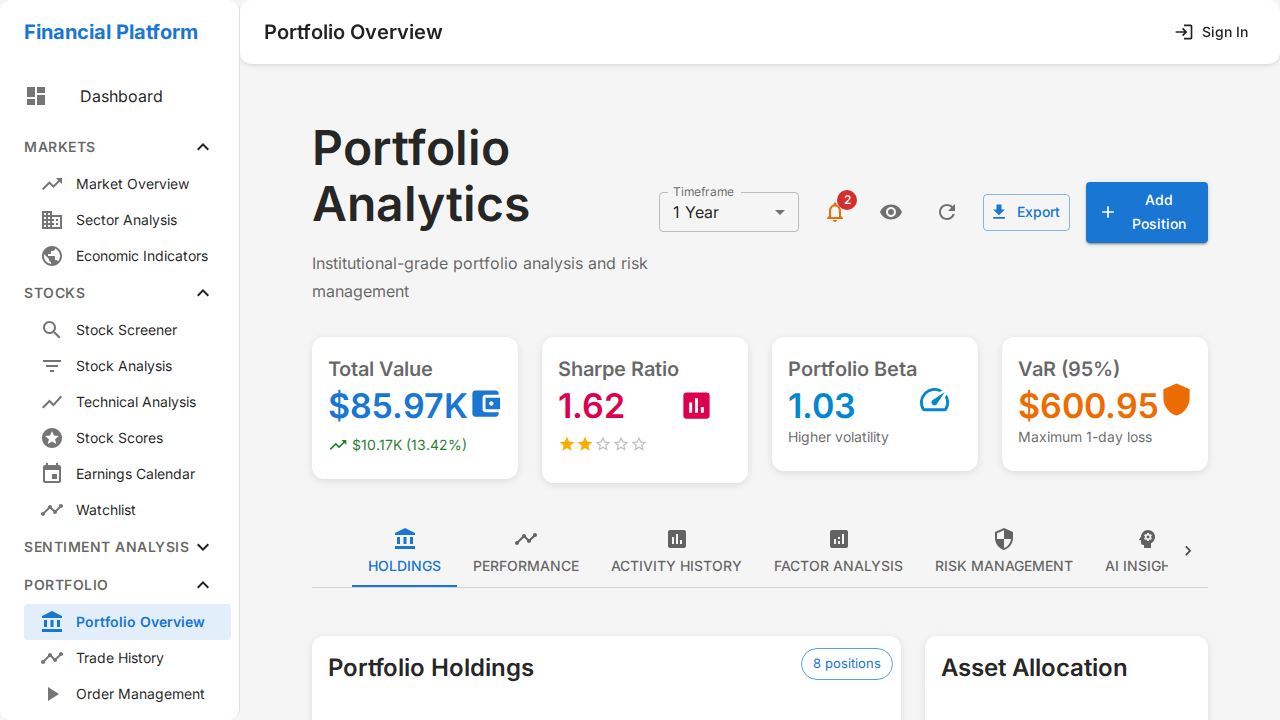 Financial Platform
Portfolio Overview
Sign In
Dashboard
MARKETS
Market Overview
Sector Analysis
Economic Indicators
STOCKS
Stock Screener
Stock Analysis
Technical Analysis
Stock Scores
Earnings Calendar
Watchlist
SENTIMENT ANALYSIS
PORTFOLIO
Portfolio Overview
Trade History
Order Management
Portfolio
Analytics
Institutional-grade portfolio analysis and risk
management
Timeframe
1 Year
2
Export
Add
Position
Total Value
$85.97K
$10.17K (13.42%)
Sharpe Ratio
1.62
Portfolio Beta
1.03
Higher volatility
VaR (95%)
$600.95
Maximum 1-day loss
HOLDINGS
PERFORMANCE
ACTIVITY HISTORY
FACTOR ANALYSIS
RISK MANAGEMENT
AI INSIGH
Portfolio Holdings
8 positions
Asset Allocation